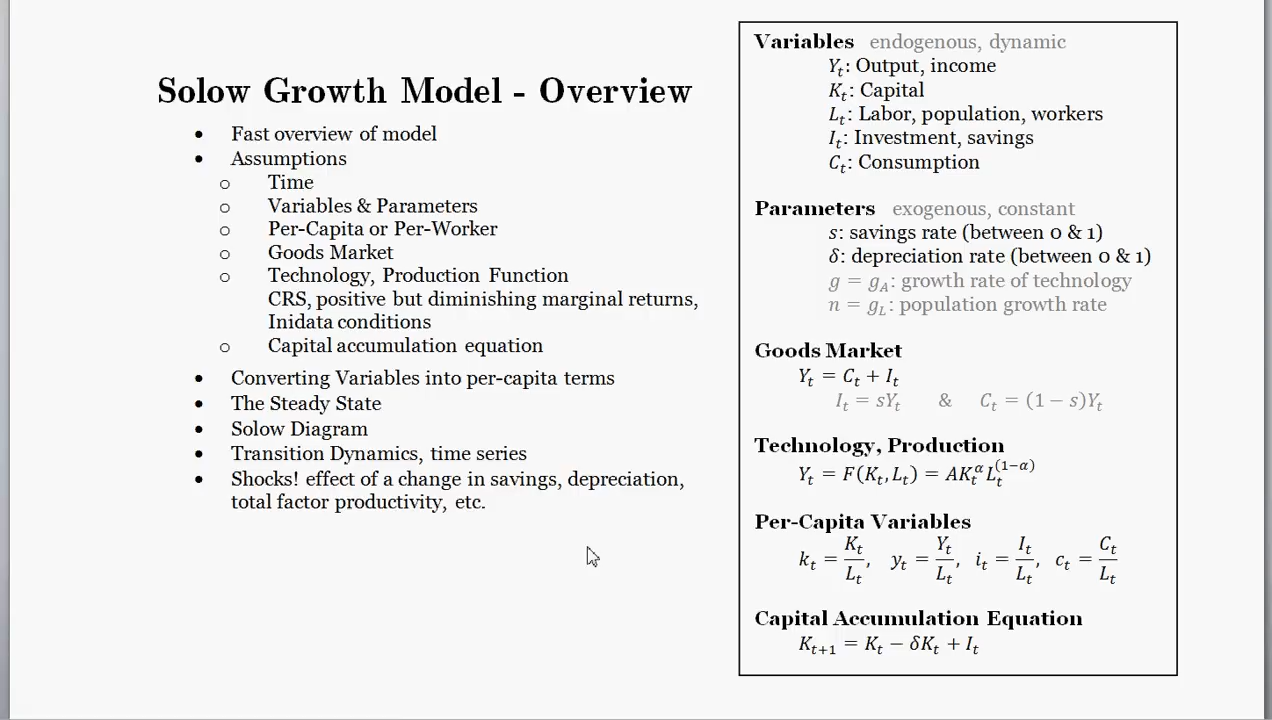 Solow Growth Model - Overview
• Fast overview of model
• Assumptions
o Time
o Variables & Parameters
o Per-Capita or Per-Worker
o Goods Market
o Technology, Production Function
CRS, positive but diminishing marginal returns,
Inidata conditions
o Capital accumulation equation
• Converting Variables into per-capita terms
• The Steady State
• Solow Diagram
• Transition Dynamics, time series
• Shocks! effect of a change in savings, depreciation,
total factor productivity, etc.
Variables endogenous, dynamic
Y_t: Output, income
K_t: Capital
L_t: Labor, population, workers
I_t: Investment, savings
C_t: Consumption
Parameters exogenous, constant
s: savings rate (between 0 & 1)
δ: depreciation rate (between 0 & 1)
g = g_A: growth rate of technology
n = g_L: population growth rate
Goods Market
Y_t = C_t + I_t
I_t = sY_t & C_t = (1 − s)Y_t
Technology, Production
Y_t = F(K_t, L_t) = AK_t^α L_t^(1−α)
Per-Capita Variables
k_t = K_t/L_t, y_t = Y_t/L_t, i_t = I_t/L_t, c_t = C_t/L_t
Capital Accumulation Equation
K_{t+1} = K_t − δK_t + I_t